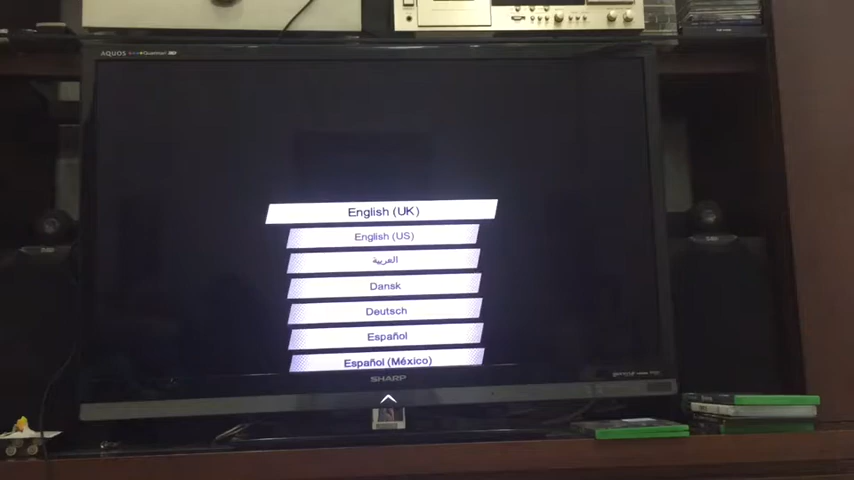 AQUOS
English (UK)
English (US)
العربية
Dansk
Deutsch
Español
Español (México)
SHARP